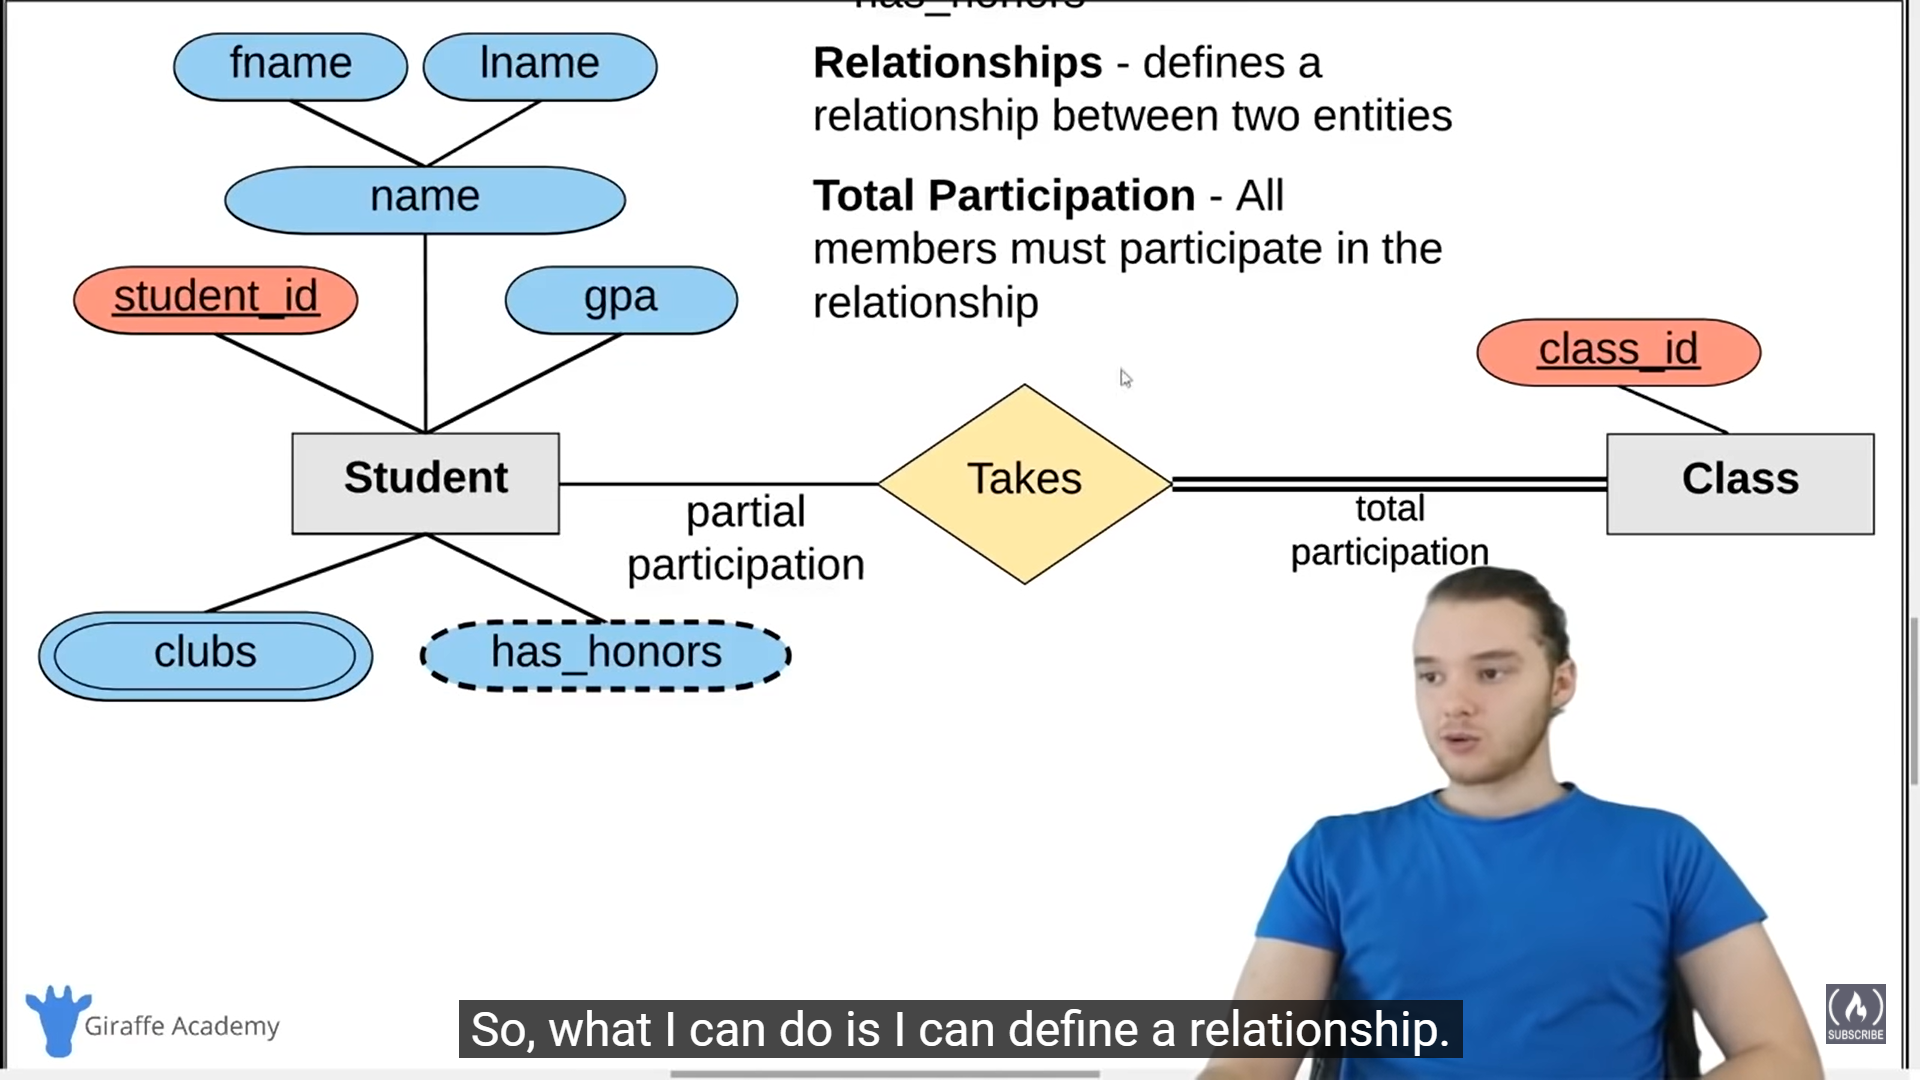 has_honors
fname
lname
Relationships - defines a
relationship between two entities
name
Total Participation - All
members must participate in the
relationship
student_id
gpa
class_id
Student
Takes
Class
partial
participation
total
participation
clubs
has_honors
Giraffe Academy
So, what I can do is I can define a relationship.
SUBSCRIBE